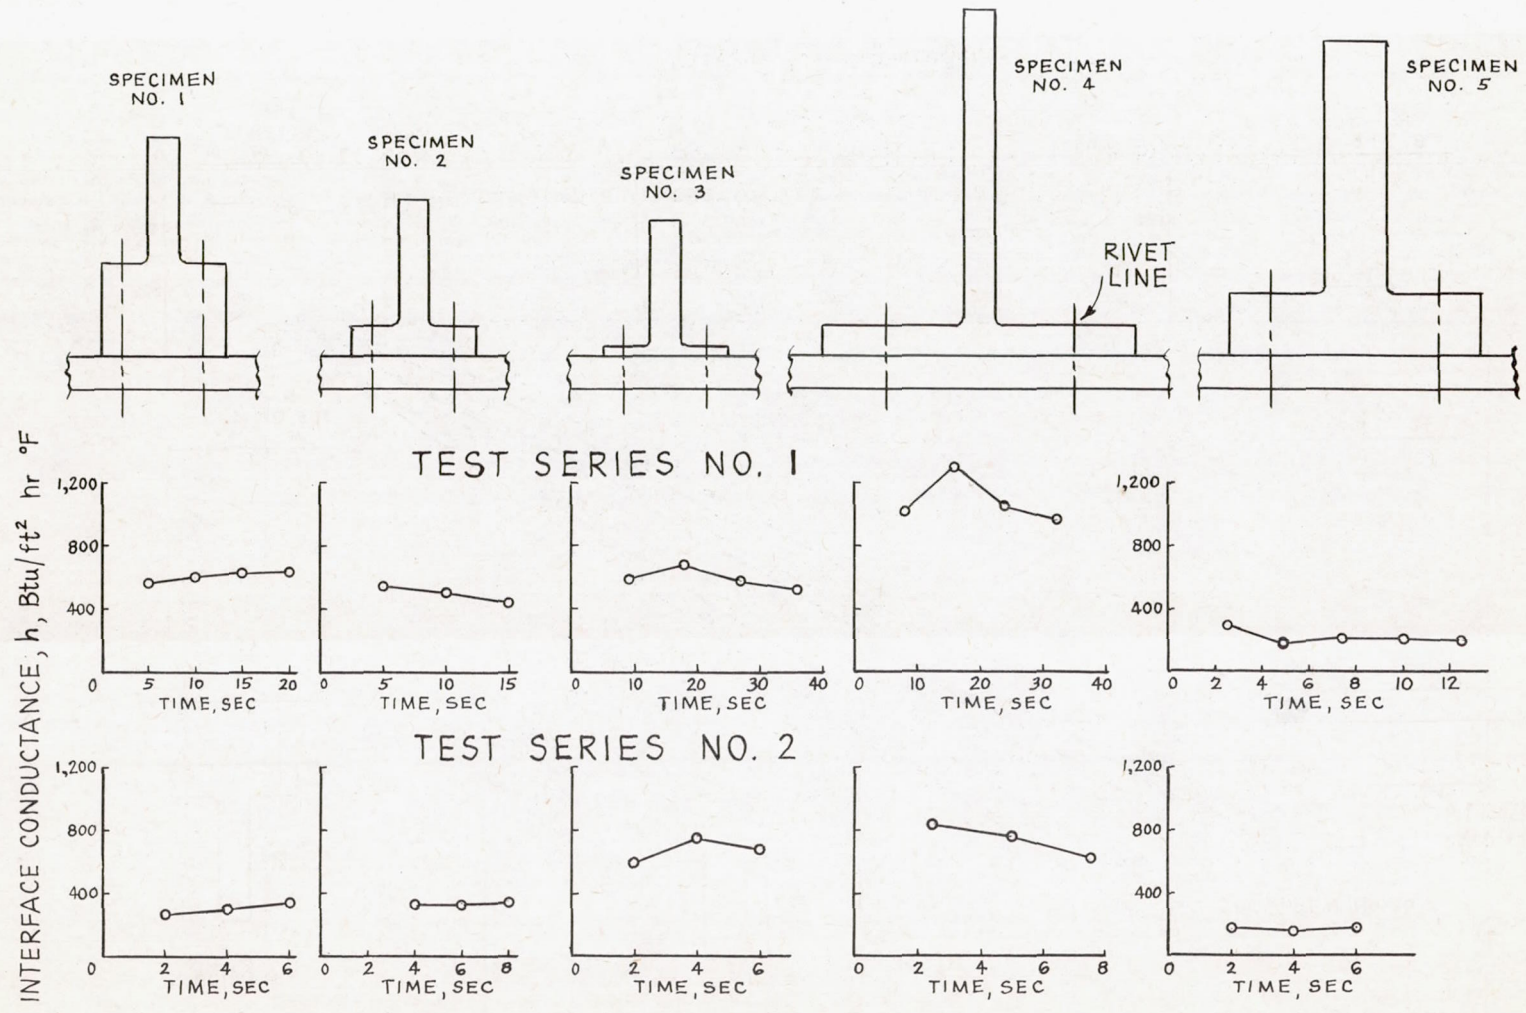 SPECIMEN
NO. 1
SPECIMEN
NO. 2
SPECIMEN
NO. 3
SPECIMEN
NO. 4
SPECIMEN
NO. 5
RIVET
LINE
INTERFACE CONDUCTANCE, h, Btu/ft² hr °F
TEST SERIES NO. 1
1,200
800
400
0 5 10 15 20
TIME, SEC
0 5 10 15
TIME, SEC
0 10 20 30 40
TIME, SEC
0 10 20 30 40
TIME, SEC
1,200
800
400
0 2 4 6 8 10 12
TIME, SEC
TEST SERIES NO. 2
1,200
800
400
0 2 4 6
TIME, SEC
0 2 4 6 8
TIME, SEC
0 2 4 6
TIME, SEC
0 2 4 6 8
TIME, SEC
1,200
800
400
0 2 4 6
TIME, SEC